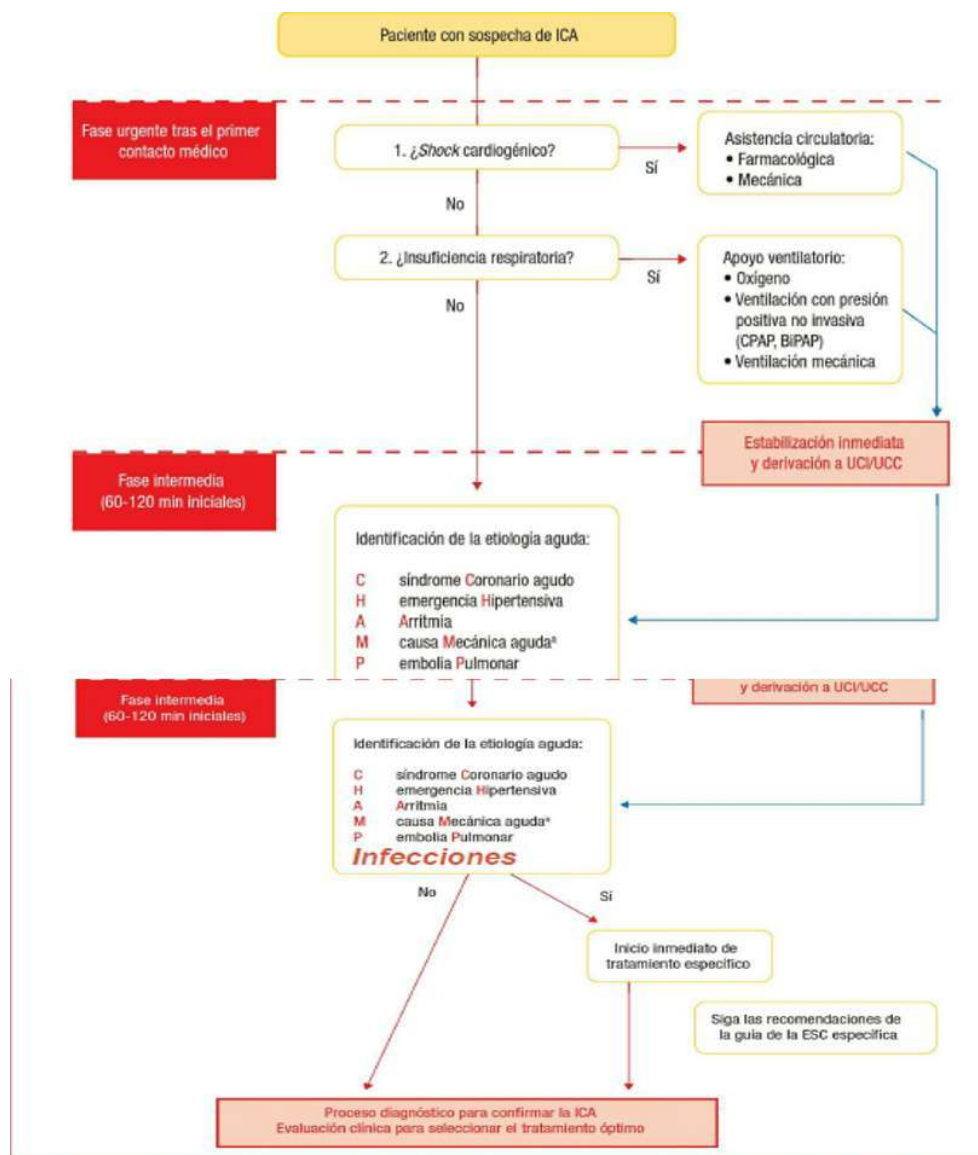 Paciente con sospecha de ICA
Fase urgente tras el primer
contacto médico
1. ¿Shock cardiogénico?
Sí
Asistencia circulatoria:
• Farmacológica
• Mecánica
No
2. ¿Insuficiencia respiratoria?
Sí
Apoyo ventilatorio:
• Oxígeno
• Ventilación con presión
positiva no invasiva
(CPAP, BiPAP)
• Ventilación mecánica
No
Estabilización inmediata
y derivación a UCI/UCC
Fase intermedia
(60-120 min iniciales)
Identificación de la etiología aguda:
C síndrome Coronario agudo
H emergencia Hipertensiva
A Arritmia
M causa Mecánica agudaª
P embolia Pulmonar
y derivación a UCI/UCC
Fase intermedia
(60-120 min iniciales)
Identificación de la etiología aguda:
C síndrome Coronario agudo
H emergencia Hipertensiva
A Arritmia
M causa Mecánica agudaª
P embolia Pulmonar
Infecciones
No
Sí
Inicio inmediato de
tratamiento específico
Siga las recomendaciones de
la guía de la ESC específica
Proceso diagnóstico para confirmar la ICA
Evaluación clínica para seleccionar el tratamiento óptimo